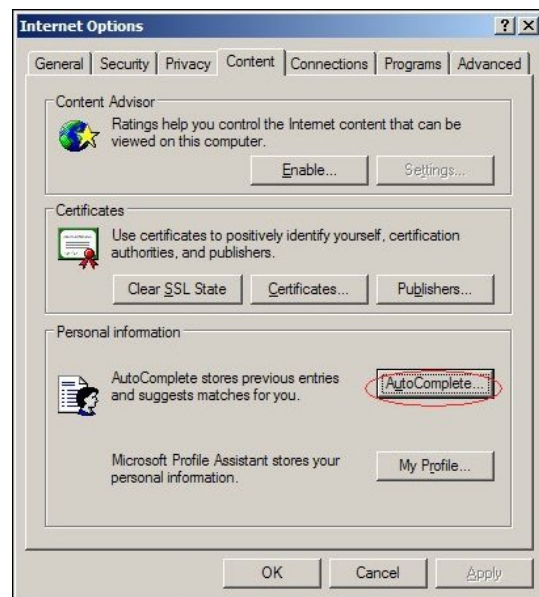 Internet Options
General Security Privacy Content Connections Programs Advanced
Content Advisor
Ratings help you control the Internet content that can be
viewed on this computer.
Enable... Settings...
Certificates
Use certificates to positively identify yourself, certification
authorities, and publishers.
Clear SSL State Certificates... Publishers...
Personal information
AutoComplete stores previous entries
and suggests matches for you.
AutoComplete...
Microsoft Profile Assistant stores your
personal information.
My Profile...
OK Cancel Apply